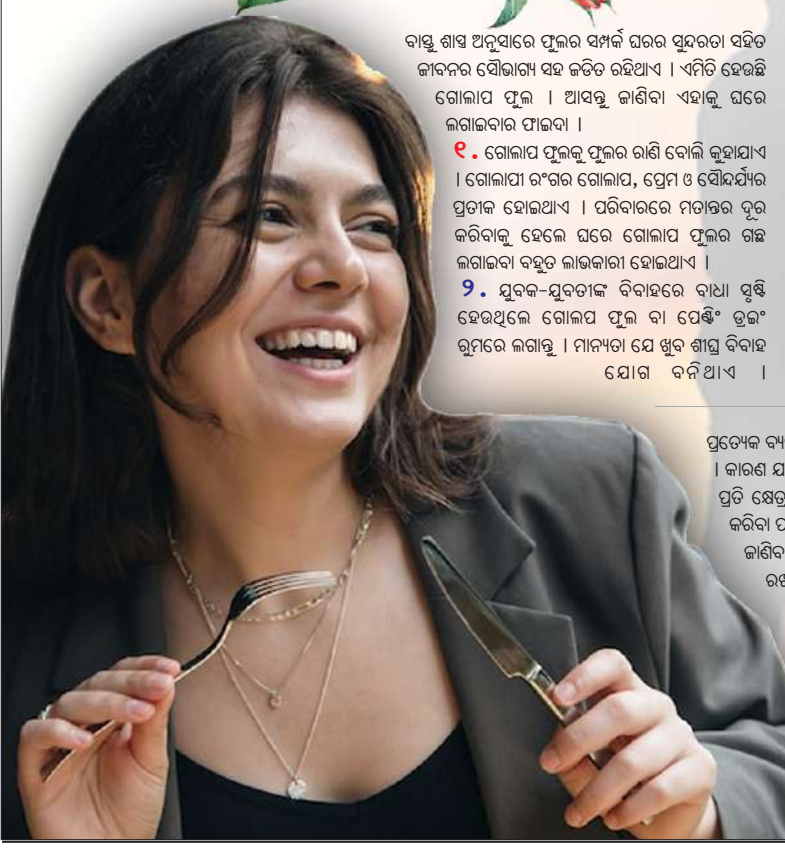 ବାସ୍ତୁ ଶାସ୍ତ୍ର ଅନୁସାରେ ଫୁଲର ସମ୍ପର୍କ ଘରର ସୁନ୍ଦରତା ସହିତ
ଜୀବନର ସୌଭାଗ୍ୟ ସହ ଜଡିତ ରହିଥାଏ । ଏମିତି ହେଉଛି
ଗୋଲାପ ଫୁଲ । ଆସନ୍ତୁ ଜାଣିବା ଏହାକୁ ଘରେ
ଲଗାଇବାର ଫାଇଦା ।
୧. ଗୋଲାପ ଫୁଲକୁ ଫୁଲର ରାଣି ବୋଲି କୁହାଯାଏ
। ଗୋଲାପୀ ରଂଗର ଗୋଲାପ, ପ୍ରେମ ଓ ସୌନ୍ଦର୍ଯ୍ୟର
ପ୍ରତୀକ ହୋଇଥାଏ । ପରିବାରରେ ମତାନ୍ତର ଦୂର
କରିବାକୁ ହେଲେ ଘରେ ଗୋଲାପ ଫୁଲର ଗଛ
ଲଗାଇବା ବହୁତ ଲାଭକାରୀ ହୋଇଥାଏ ।
୨. ଯୁବକ-ଯୁବତୀଙ୍କ ବିବାହରେ ବାଧା ସୃଷ୍ଟି
ହେଉଥିଲେ ଗୋଲପ ଫୁଲ ବା ପେଣ୍ଟିଂ ଡ୍ରଇଂ
ରୁମରେ ଲଗାନ୍ତୁ । ମାନ୍ୟତା ଯେ ଖୁବ ଶୀଘ୍ର ବିବାହ
ଯୋଗ ବନିଥାଏ ।
ପ୍ରତ୍ୟେକ
। କାରଣ
ପ୍ରତି
କରିବା